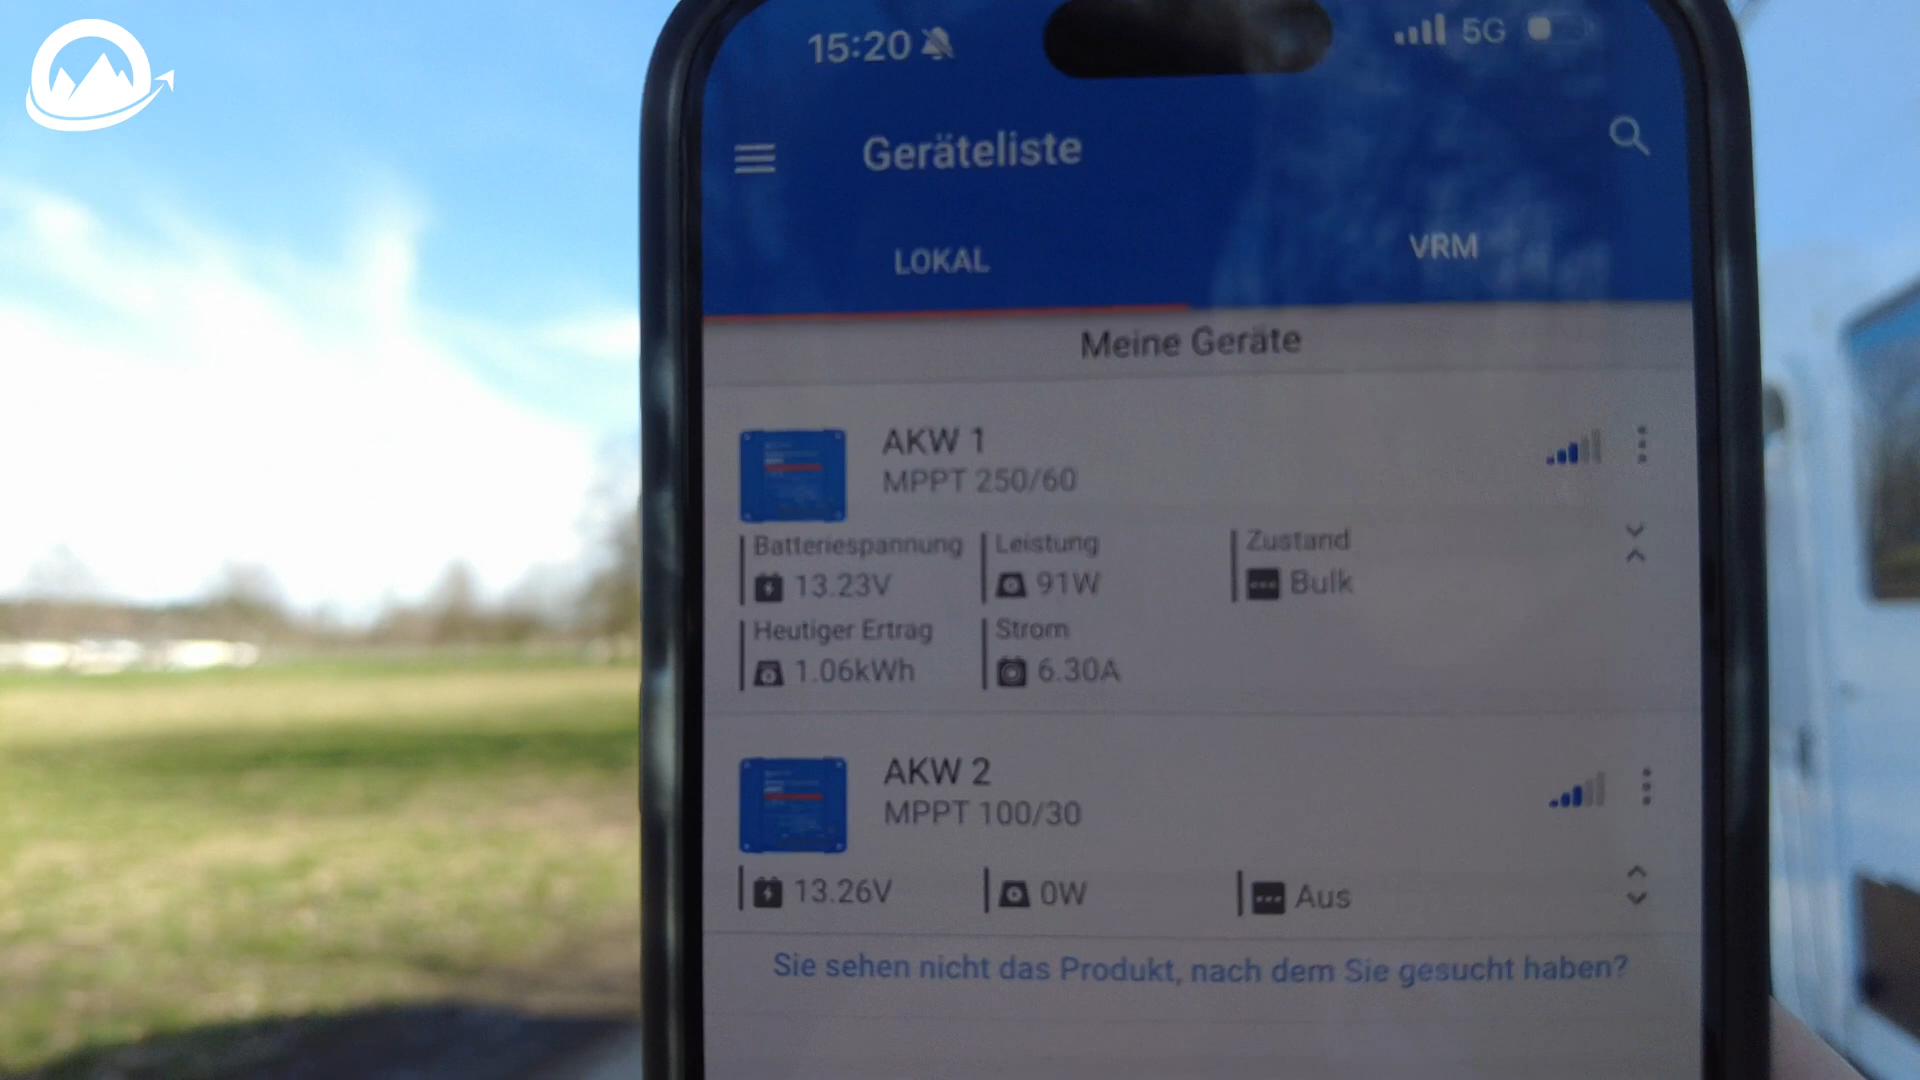 15:20
5G
Geräteliste
LOKAL
VRM
Meine Geräte
AKW 1
MPPT 250/60
Batteriespannung
Leistung
Zustand
13.23V
91W
Bulk
Heutiger Ertrag
Strom
1.06kWh
6.30A
AKW 2
MPPT 100/30
13.26V
0W
Aus
Sie sehen nicht das Produkt, nach dem Sie gesucht haben?